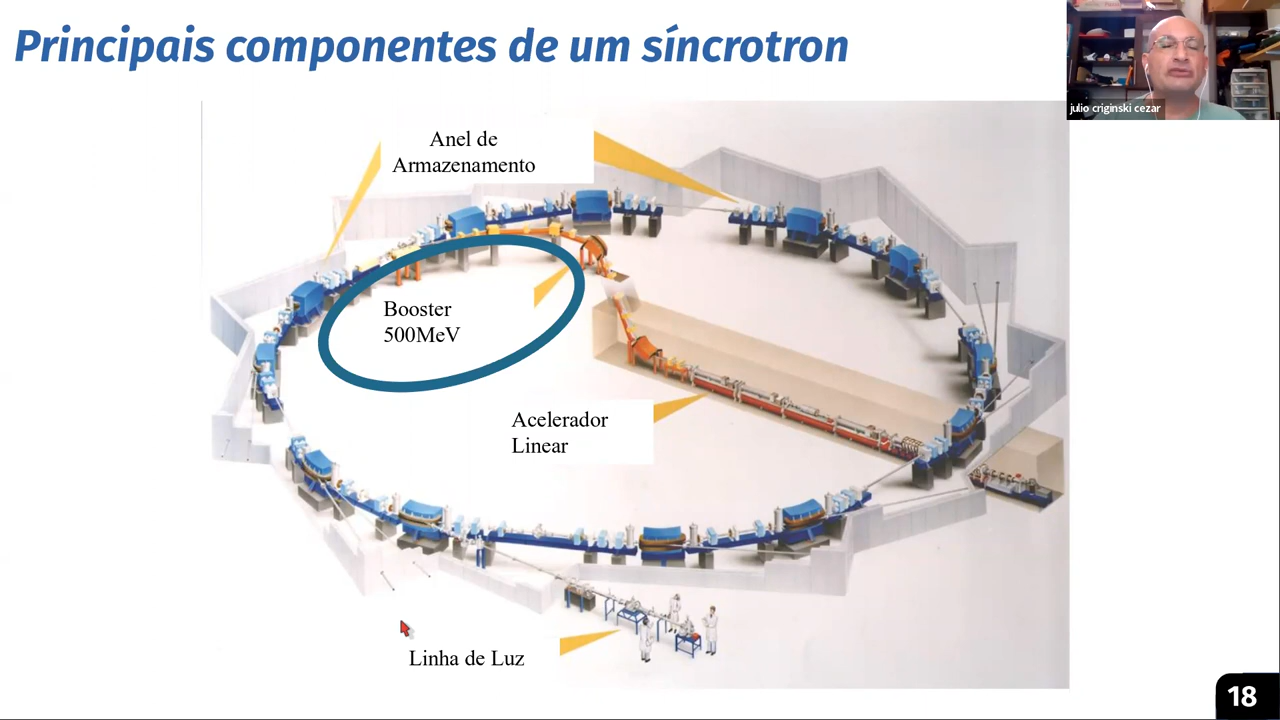 Principais componentes de um síncrotron
julio criginski cezar
Anel de
Armazenamento
Booster
500MeV
Acelerador
Linear
Linha de Luz
18